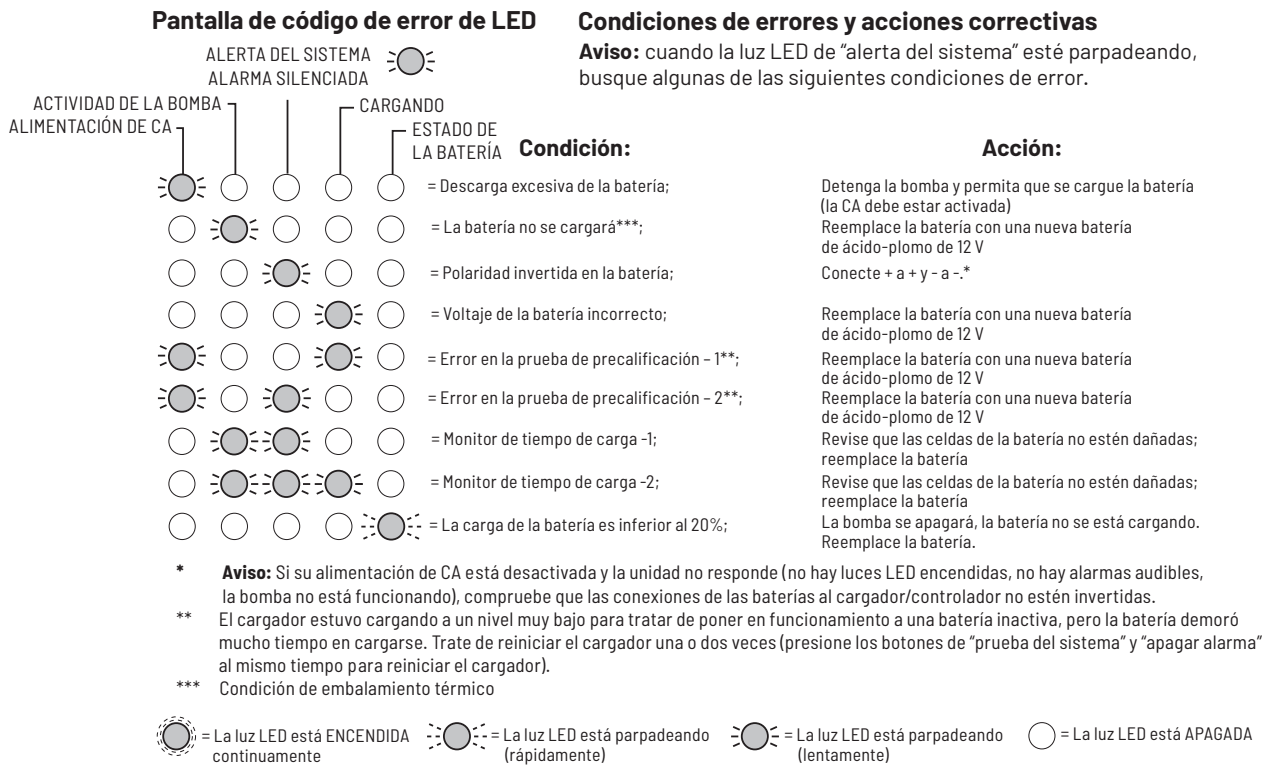 Pantalla de código de error de LED
ALERTA DEL SISTEMA
ALARMA SILENCIADA
ACTIVIDAD DE LA BOMBA
CARGANDO
ALIMENTACIÓN DE CA
ESTADO DE
LA BATERÍA
Condiciones de errores y acciones correctivas
Aviso: cuando la luz LED de “alerta del sistema” esté parpadeando,
busque algunas de las siguientes condiciones de error.
Condición:
Acción:
= Descarga excesiva de la batería;
Detenga la bomba y permita que se cargue la batería
(la CA debe estar activada)
= La batería no se cargará***;
Reemplace la batería con una nueva batería
de ácido-plomo de 12 V
= Polaridad invertida en la batería;
Conecte + a + y - a -.*
= Voltaje de la batería incorrecto;
Reemplace la batería con una nueva batería
de ácido-plomo de 12 V
= Error en la prueba de precalificación – 1**;
Reemplace la batería con una nueva batería
de ácido-plomo de 12 V
= Error en la prueba de precalificación – 2**;
Reemplace la batería con una nueva batería
de ácido-plomo de 12 V
= Monitor de tiempo de carga -1;
Revise que las celdas de la batería no estén dañadas;
reemplace la batería
= Monitor de tiempo de carga -2;
Revise que las celdas de la batería no estén dañadas;
reemplace la batería
= La carga de la batería es inferior al 20%;
La bomba se apagará, la batería no se está cargando.
Reemplace la batería.
* Aviso: Si su alimentación de CA está desactivada y la unidad no responde (no hay luces LED encendidas, no hay alarmas audibles,
la bomba no está funcionando), compruebe que las conexiones de las baterías al cargador/controlador no estén invertidas.
** El cargador estuvo cargando a un nivel muy bajo para tratar de poner en funcionamiento a una batería inactiva, pero la batería demoró
mucho tiempo en cargarse. Trate de reiniciar el cargador una o dos veces (presione los botones de “prueba del sistema” y “apagar alarma”
al mismo tiempo para reiniciar el cargador).
*** Condición de embalamiento térmico
= La luz LED está ENCENDIDA
continuamente
= La luz LED está parpadeando
(rápidamente)
= La luz LED está parpadeando
(lentamente)
= La luz LED está APAGADA